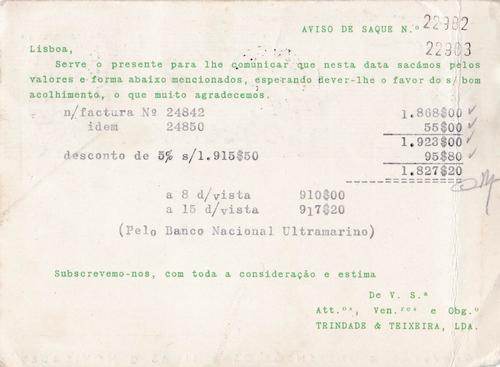 AVISO DE SAQUE N.º 22902
22903
Lisboa,
Serve o presente para lhe comunicar que nesta data sacámos pelos
valores e forma abaixo mencionados, esperando dever-lhe o favor do s/ bom
acolhimento, o que muito agradecemos.
n/factura Nº 24842 1.868$00
idem 24850 55$00
1.923$00
desconto de 5% s/1.915$50 95$80
1.827$20
a 8 d/vista 910$00
a 15 d/vista 917$20
(Pelo Banco Nacional Ultramarino)
Subscrevemo-nos, com toda a consideração e estima
De V. S.ª
Att.ᵒˢ, Ven.ʳᵉˢ e Obg.º
TRINDADE & TEIXEIRA, LDA.